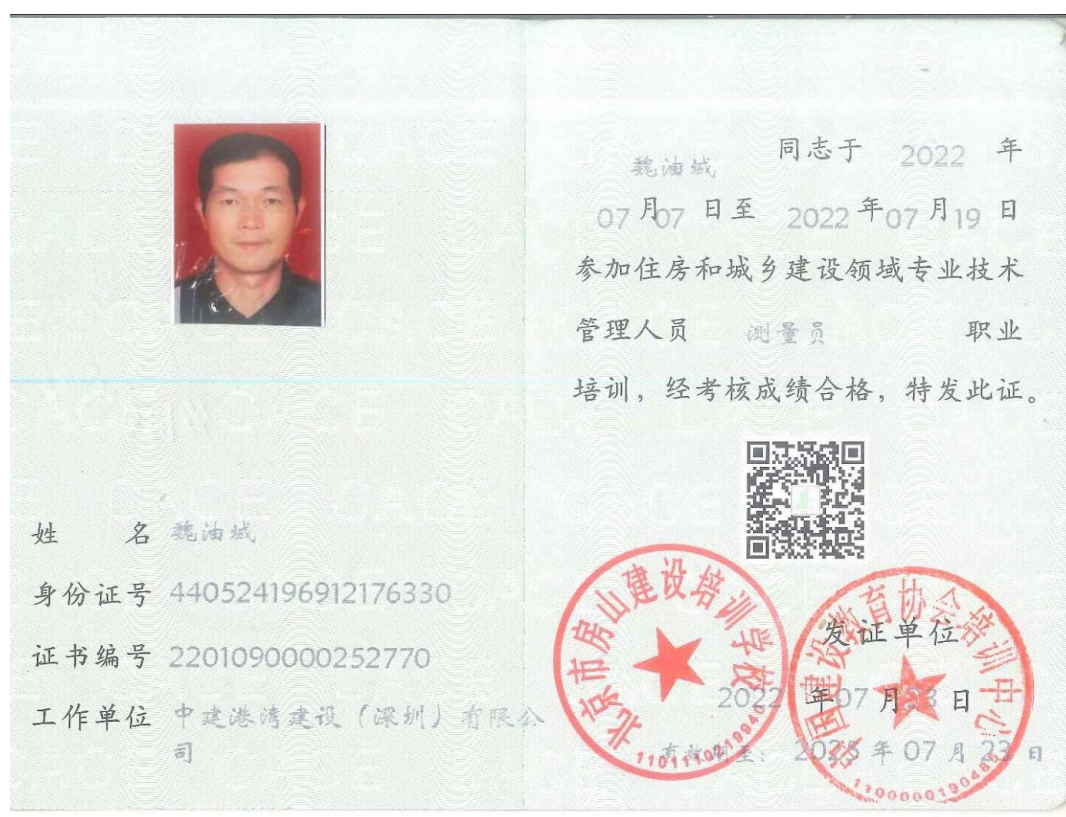 姓 名 魏油城
身份证号 440524196912176330
证书编号 2201090000252770
工作单位 中建港湾建设（深圳）有限公
司
魏油城 同志于 2022 年
07 月 07 日至 2022 年 07 月 19 日
参加住房和城乡建设领域专业技术
管理人员 测量员 职业
培训，经考核成绩合格，特发此证。
北京市房山建设培训学校
中国建设教育协会培训中心
发证单位
2022 年 07 月 23 日
有效期至： 2025 年 07 月 23 日